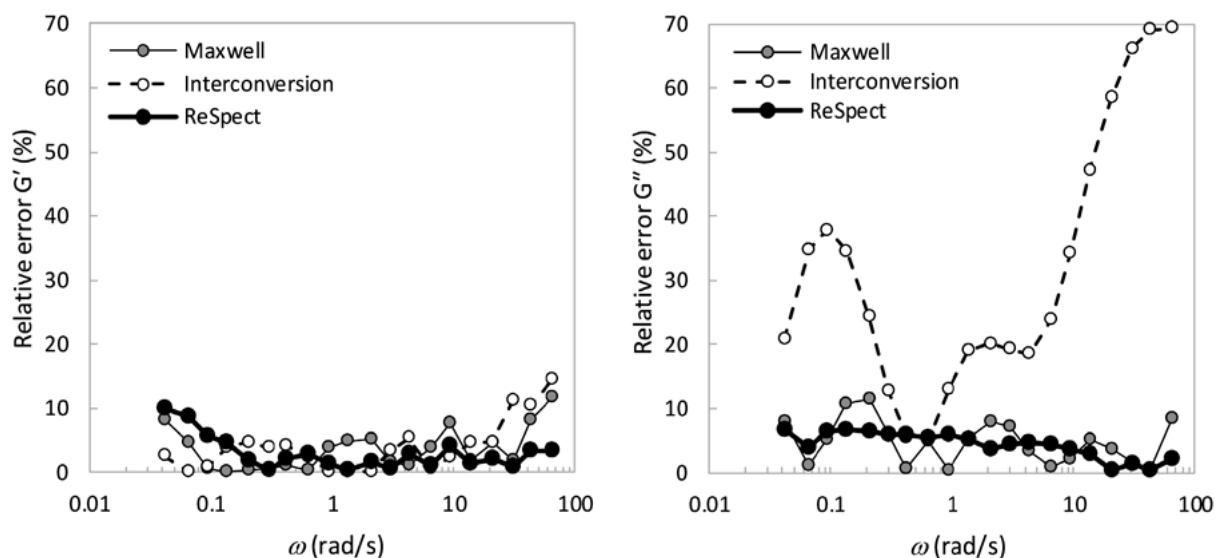 Relative error G′ (%)
70
60
50
40
30
20
10
0
Maxwell
Interconversion
ReSpect
0.01 0.1 1 10 100
ω (rad/s)
Relative error G″ (%)
70
60
50
40
30
20
10
0
Maxwell
Interconversion
ReSpect
0.01 0.1 1 10 100
ω (rad/s)